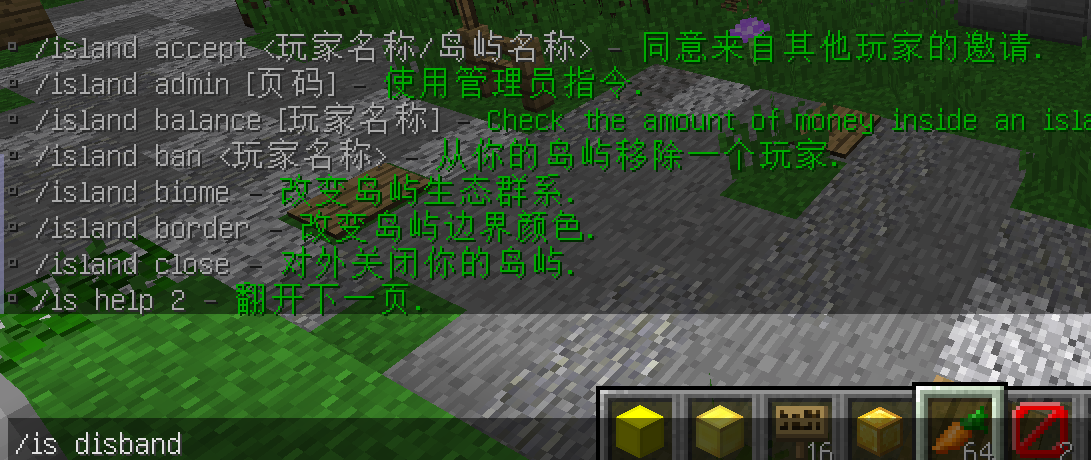 ▫ /island accept <玩家名称/岛屿名称> – 同意来自其他玩家的邀请.
▫ /island admin [页码] – 使用管理员指令.
▫ /island balance [玩家名称] – Check the amount of money inside an isla
▫ /island ban <玩家名称> – 从你的岛屿移除一个玩家.
▫ /island biome – 改变岛屿生态群系.
▫ /island border – 改变岛屿边界颜色.
▫ /island close – 对外关闭你的岛屿.
▫ /is help 2 – 翻开下一页.
/is disband
16 64 2